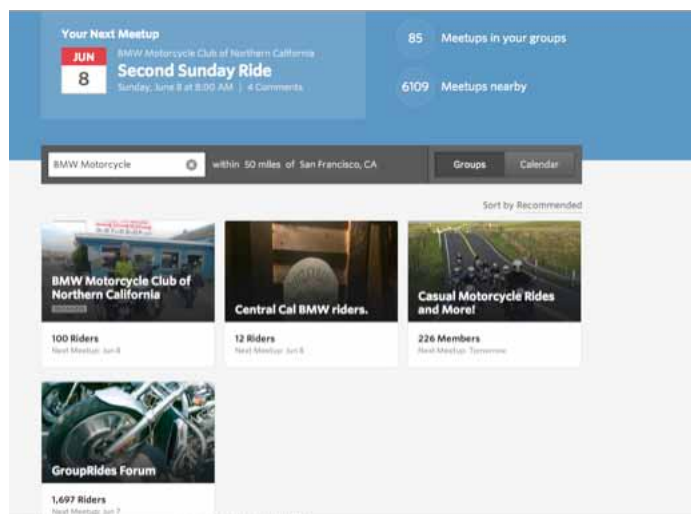 Your Next Meetup
JUN
8
BMW Motorcycle Club of Northern California
Second Sunday Ride
Sunday, June 8 at 8:00 AM | 4 Comments
85 Meetups in your groups
6109 Meetups nearby
BMW Motorcycle
within 50 miles of San Francisco, CA
Groups
Calendar
Sort by Recommended
BMW Motorcycle Club of
Northern California
100 Riders
Next Meetup: Jun 8
Central Cal BMW riders.
12 Riders
Next Meetup: Jun 8
Casual Motorcycle Rides
and More!
226 Members
Next Meetup: Tomorrow
GroupRides Forum
1,697 Riders
Next Meetup: Jun 7